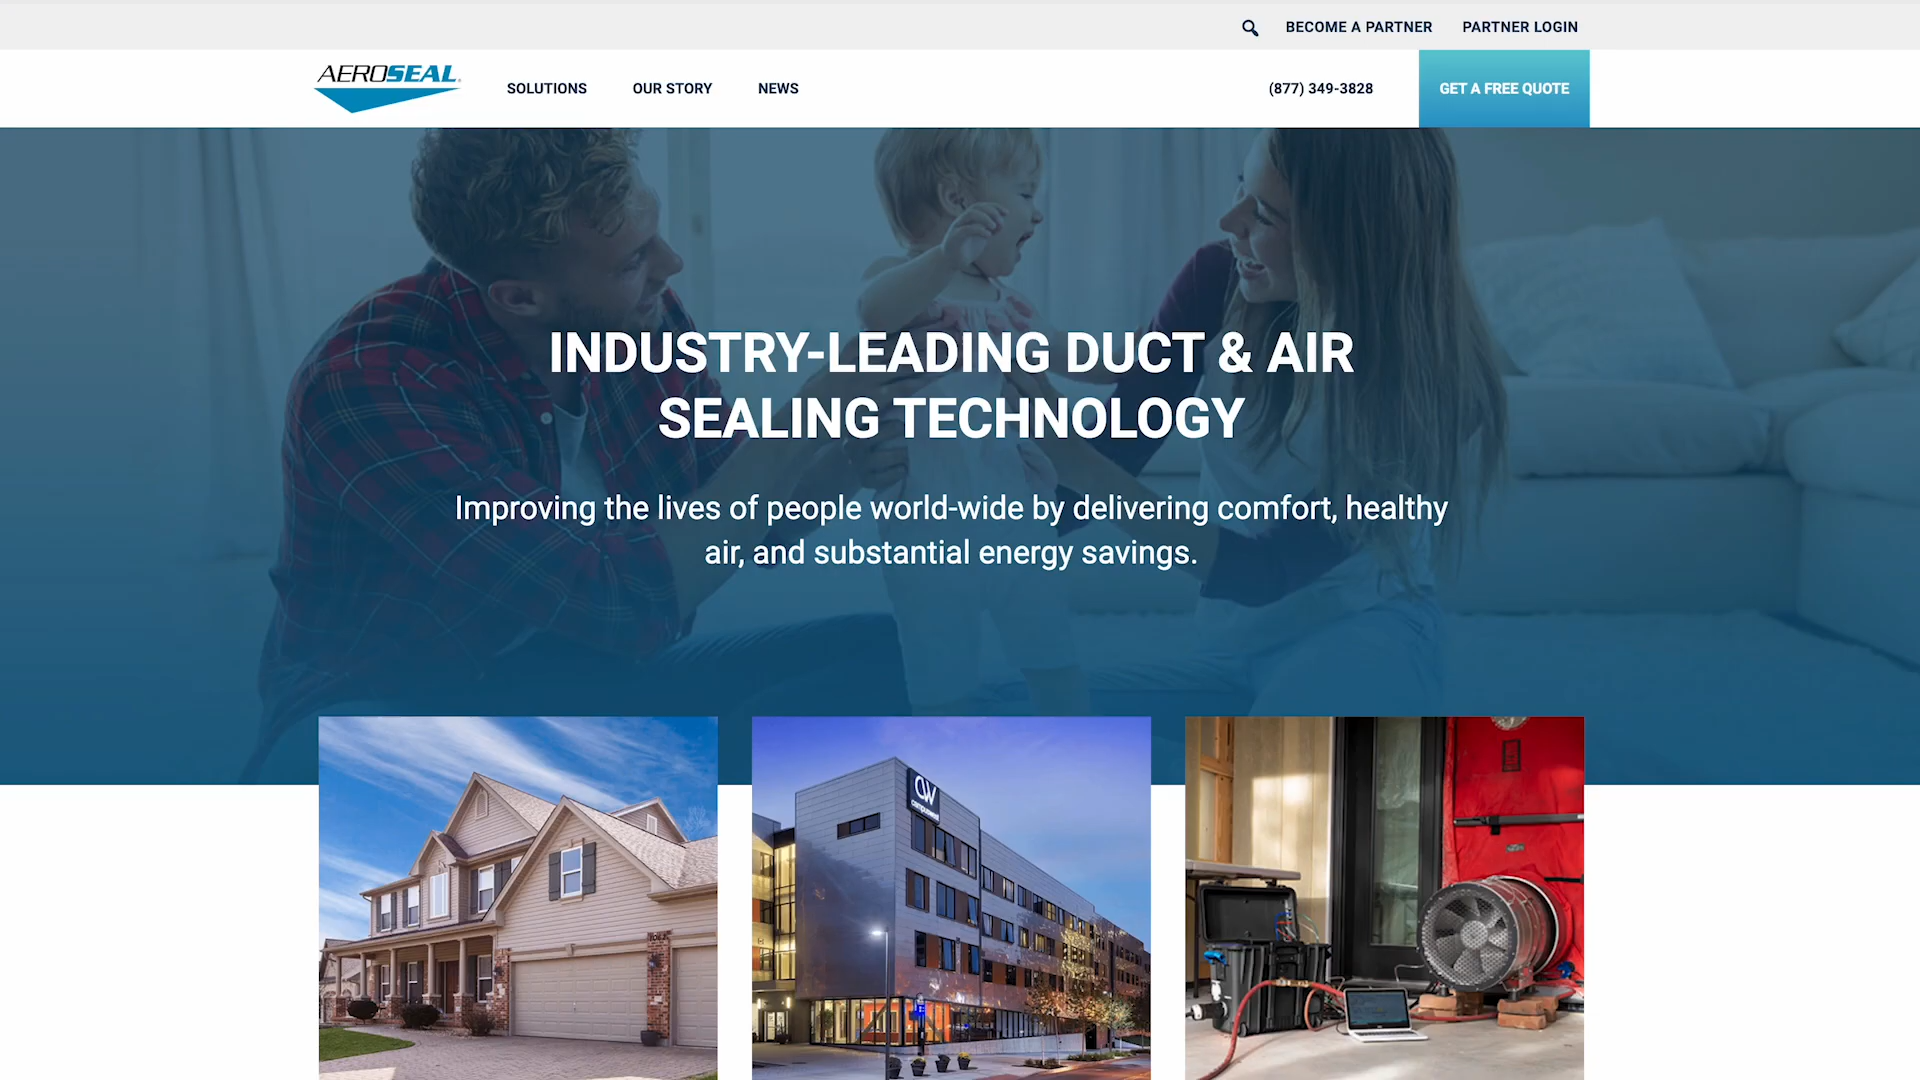 BECOME A PARTNER PARTNER LOGIN
AEROSEAL SOLUTIONS OUR STORY NEWS (877) 349-3828 GET A FREE QUOTE
INDUSTRY-LEADING DUCT & AIR
SEALING TECHNOLOGY
Improving the lives of people world-wide by delivering comfort, healthy
air, and substantial energy savings.
CW